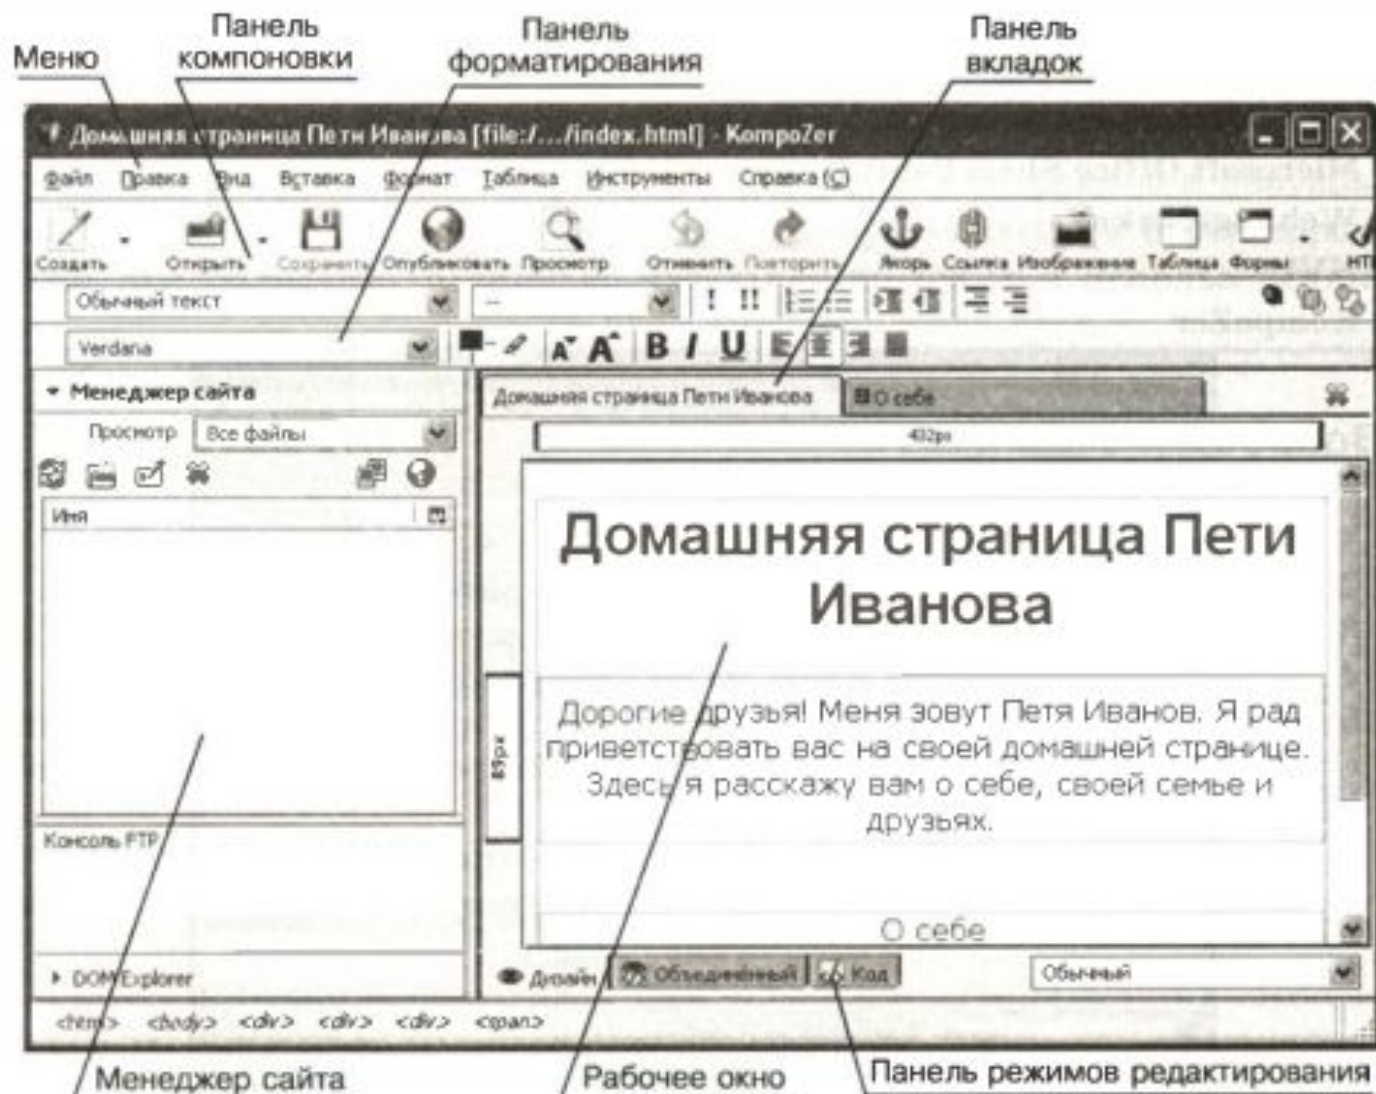 Меню
Панель
компоновки
Панель
форматирования
Панель
вкладок
Домашняя страница Пети Иванова [file:/.../index.html] - KompoZer
Файл Правка Вид Вставка Формат Таблица Инструменты Справка (C)
Создать Открыть Сохранить Опубликовать Просмотр Отменить Повторить Якорь Ссылка Изображение Таблица Формы HT
Обычный текст -- ! !!
Verdana A A B I U
Менеджер сайта
Просмотр Все файлы
Имя
Консоль FTP
DOM Explorer
Домашняя страница Пети Иванова О себе
432px
89px
Домашняя страница Пети
Иванова
Дорогие друзья! Меня зовут Петя Иванов. Я рад
приветствовать вас на своей домашней странице.
Здесь я расскажу вам о себе, своей семье и
друзьях.
О себе
Дизайн Объединённый Код Обычный
<html> <body> <div> <div> <div> <span>
Менеджер сайта
Рабочее окно
Панель режимов редактирования